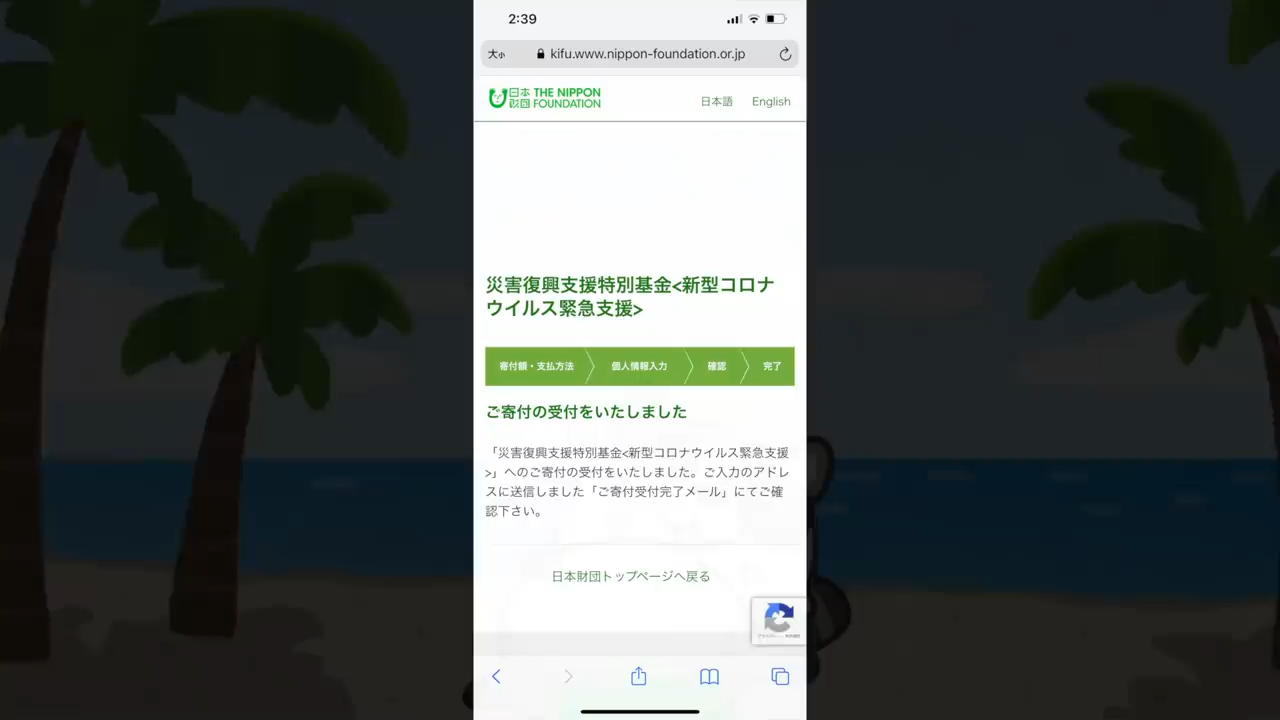 2:39
大小 kifu.www.nippon-foundation.or.jp
日本 THE NIPPON
財団 FOUNDATION
日本語 English
災害復興支援特別基金<新型コロナ
ウイルス緊急支援>
寄付額・支払方法 個人情報入力 確認 完了
ご寄付の受付をいたしました
「災害復興支援特別基金<新型コロナウイルス緊急支援
>」へのご寄付の受付をいたしました。ご入力のアドレ
スに送信しました「ご寄付受付完了メール」にてご確
認下さい。
日本財団トップページへ戻る